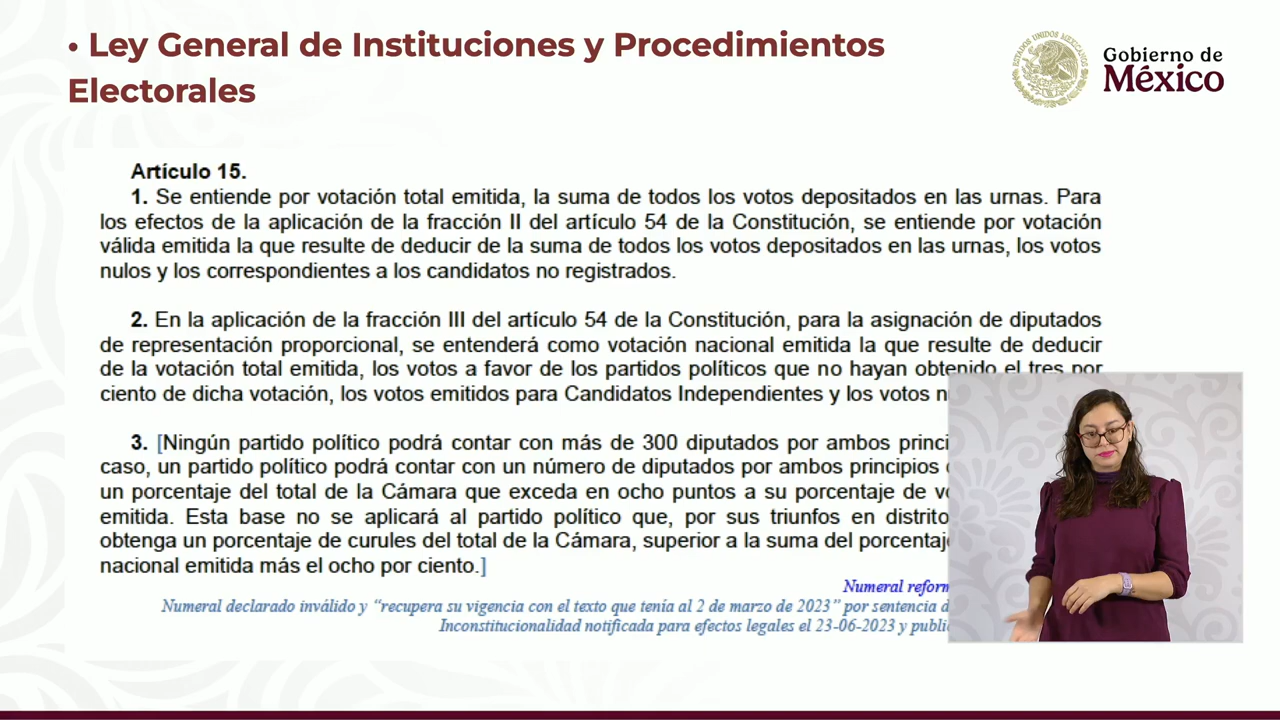 • Ley General de Instituciones y Procedimientos
Electorales
Gobierno de
México
ESTADOS UNIDOS MEXICANOS
Artículo 15.
1. Se entiende por votación total emitida, la suma de todos los votos depositados en las urnas. Para
los efectos de la aplicación de la fracción II del artículo 54 de la Constitución, se entiende por votación
válida emitida la que resulte de deducir de la suma de todos los votos depositados en las urnas, los votos
nulos y los correspondientes a los candidatos no registrados.
2. En la aplicación de la fracción III del artículo 54 de la Constitución, para la asignación de diputados
de representación proporcional, se entenderá como votación nacional emitida la que resulte de deducir
de la votación total emitida, los votos a favor de los partidos políticos que no hayan obtenido el tres por
ciento de dicha votación, los votos emitidos para Candidatos Independientes y los votos
3. [Ningún partido político podrá contar con más de 300 diputados por ambos
caso, un partido político podrá contar con un número de diputados por ambos principios
un porcentaje del total de la Cámara que exceda en ocho puntos a su porcentaje de
emitida. Esta base no se aplicará al partido político que, por sus triunfos en
obtenga un porcentaje de curules del total de la Cámara, superior a la suma del
nacional emitida más el ocho por ciento.]
Numeral
Numeral declarado inválido y "recupera su vigencia con el texto que tenía al 2 de marzo de 2023" por sentencia
Inconstitucionalidad notificada para efectos legales el 23-06-2023 y